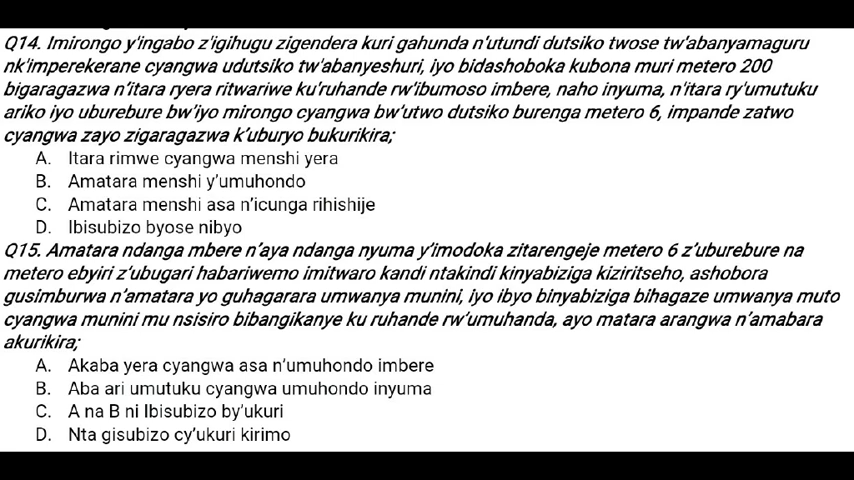 Q14. Imirongo y'ingabo z'igihugu zigendera kuri gahunda n'utundi dutsiko twose tw'abanyamaguru
nk'imperekerane cyangwa udutsiko tw'abanyeshuri, iyo bidashoboka kubona muri metero 200
bigaragazwa n'itara ryera ritwariwe ku'ruhande rw'ibumoso imbere, naho inyuma, n'itara ry'umutuku
ariko iyo uburebure bw'iyo mirongo cyangwa bw'utwo dutsiko burenga metero 6, impande zatwo
cyangwa zayo zigaragazwa k'uburyo bukurikira;
A. Itara rimwe cyangwa menshi yera
B. Amatara menshi y'umuhondo
C. Amatara menshi asa n'icunga rihishije
D. Ibisubizo byose nibyo
Q15. Amatara ndanga mbere n'aya ndanga nyuma y'imodoka zitarengeje metero 6 z'uburebure na
metero ebyiri z'ubugari habariwemo imitwaro kandi ntakindi kinyabiziga kiziritseho, ashobora
gusimburwa n'amatara yo guhagarara umwanya munini, iyo ibyo binyabiziga bihagaze umwanya muto
cyangwa munini mu nsisiro bibangikanye ku ruhande rw'umuhanda, ayo matara arangwa n'amabara
akurikira;
A. Akaba yera cyangwa asa n'umuhondo imbere
B. Aba ari umutuku cyangwa umuhondo inyuma
C. A na B ni Ibisubizo by'ukuri
D. Nta gisubizo cy'ukuri kirimo